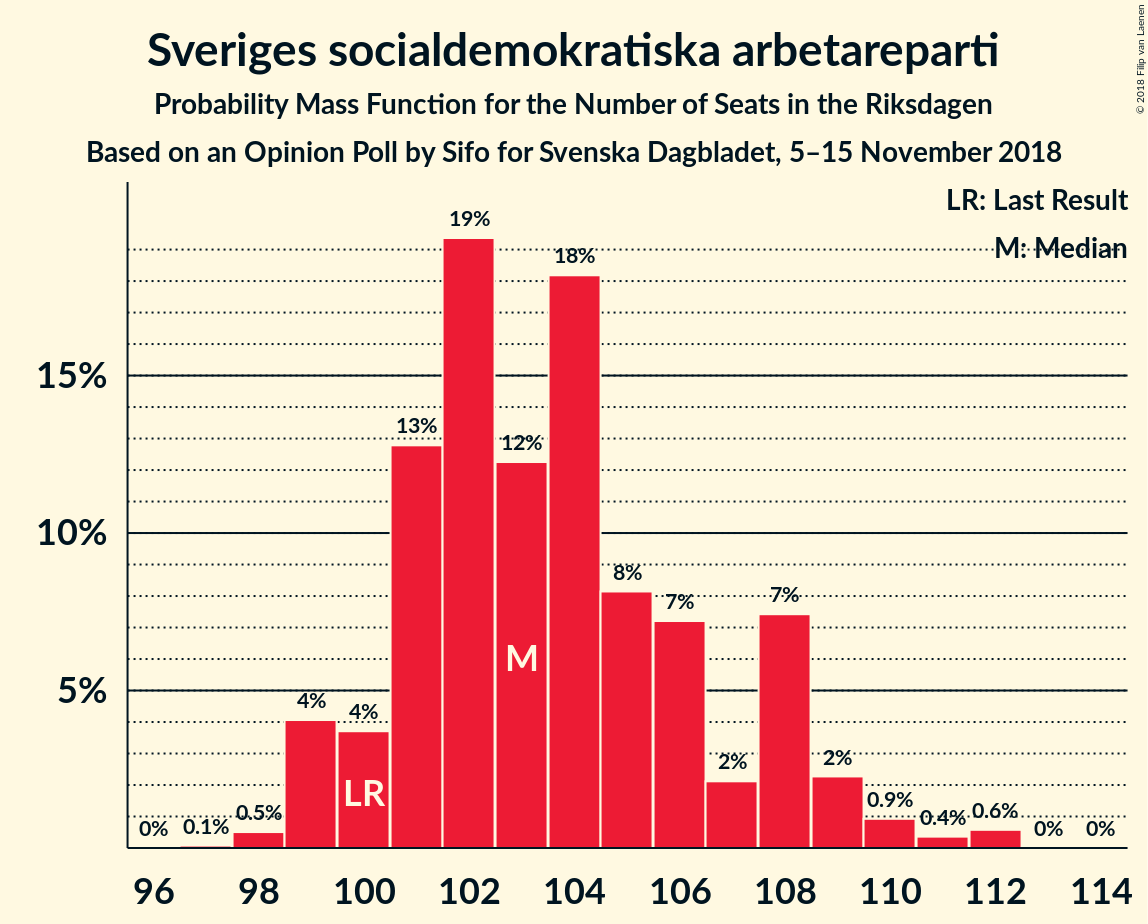 Sveriges socialdemokratiska arbetareparti
Probability Mass Function for the Number of Seats in the Riksdagen
Based on an Opinion Poll by Sifo for Svenska Dagbladet, 5–15 November 2018
© 2018 Filip van Laenen
LR: Last Result
M: Median
19%
18%
15%
13%
12%
10%
8%
7%
7%
M
5%
4%
4%
2%
2%
LR
0.9%
0.6%
0.5%
0.4%
0%
0.1%
0%
0%
96 98 100 102 104 106 108 110 112 114